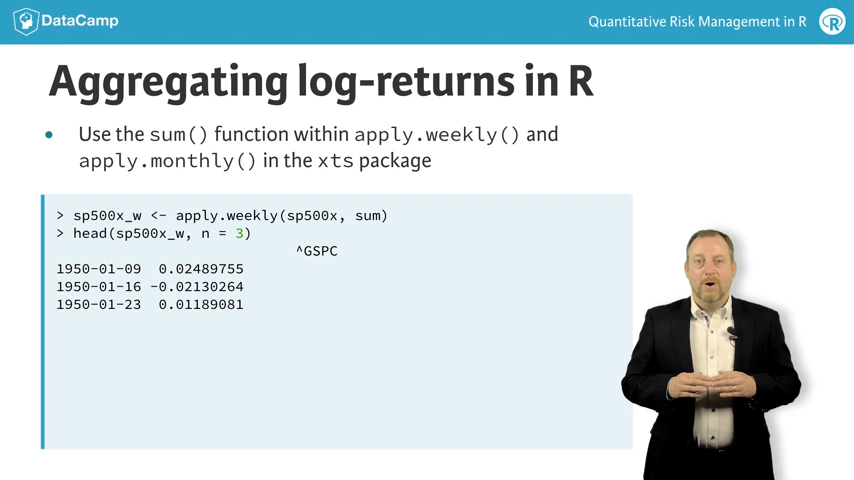 DataCamp
Quantitative Risk Management in R
R
Aggregating log-returns in R
• Use the sum() function within apply.weekly() and
apply.monthly() in the xts package
> sp500x_w <- apply.weekly(sp500x, sum)
> head(sp500x_w, n = 3)
^GSPC
1950-01-09 0.02489755
1950-01-16 -0.02130264
1950-01-23 0.01189081